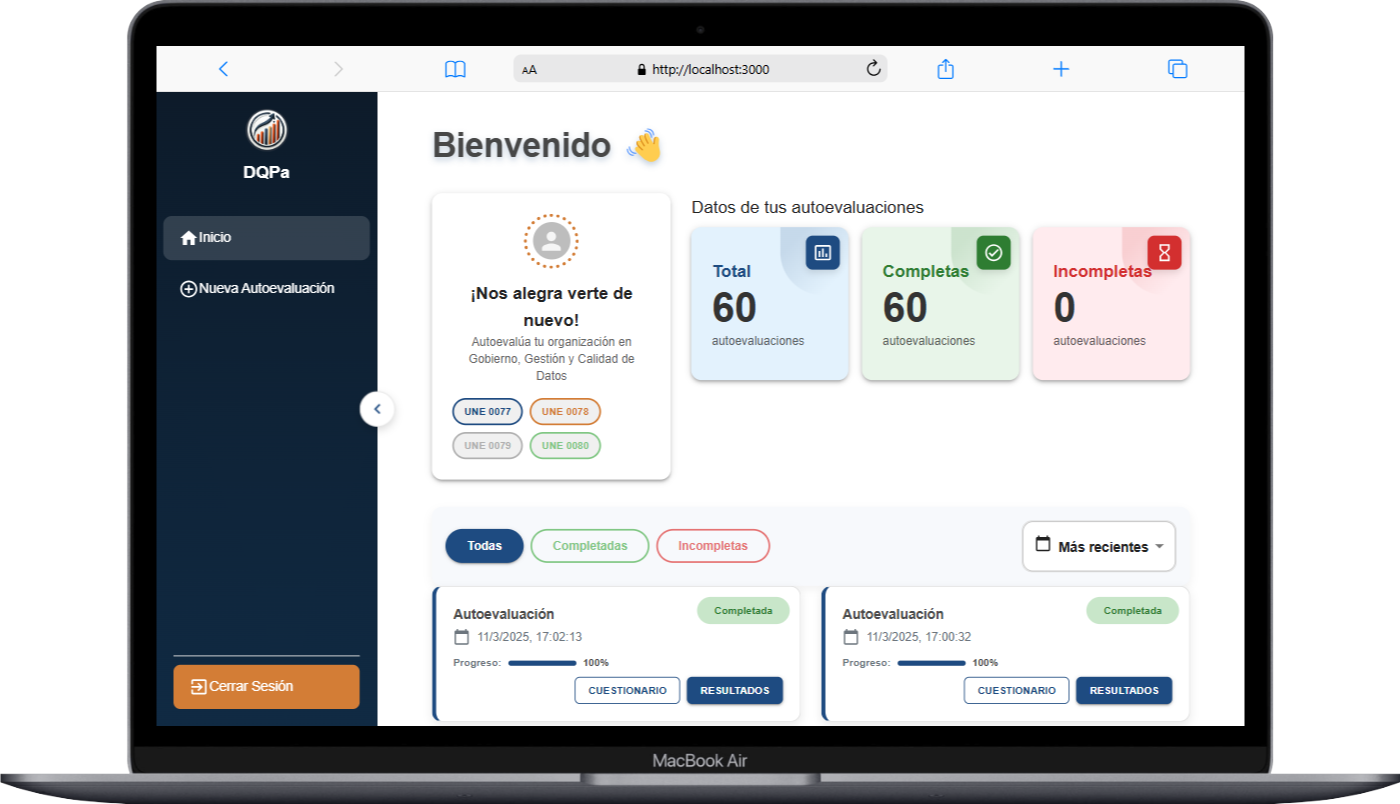 AA
http://localhost:3000
DQPa
Inicio
Nueva Autoevaluación
Cerrar Sesión
Bienvenido 👋
¡Nos alegra verte de
nuevo!
Autoevalúa tu organización en
Gobierno, Gestión y Calidad de
Datos
UNE 0077
UNE 0078
UNE 0079
UNE 0080
Datos de tus autoevaluaciones
Total
60
autoevaluaciones
Completas
60
autoevaluaciones
Incompletas
0
autoevaluaciones
Todas
Completadas
Incompletas
Más recientes
Autoevaluación
Completada
11/3/2025, 17:02:13
Progreso:
100%
CUESTIONARIO
RESULTADOS
Autoevaluación
Completada
11/3/2025, 17:00:32
Progreso:
100%
CUESTIONARIO
RESULTADOS
MacBook Air